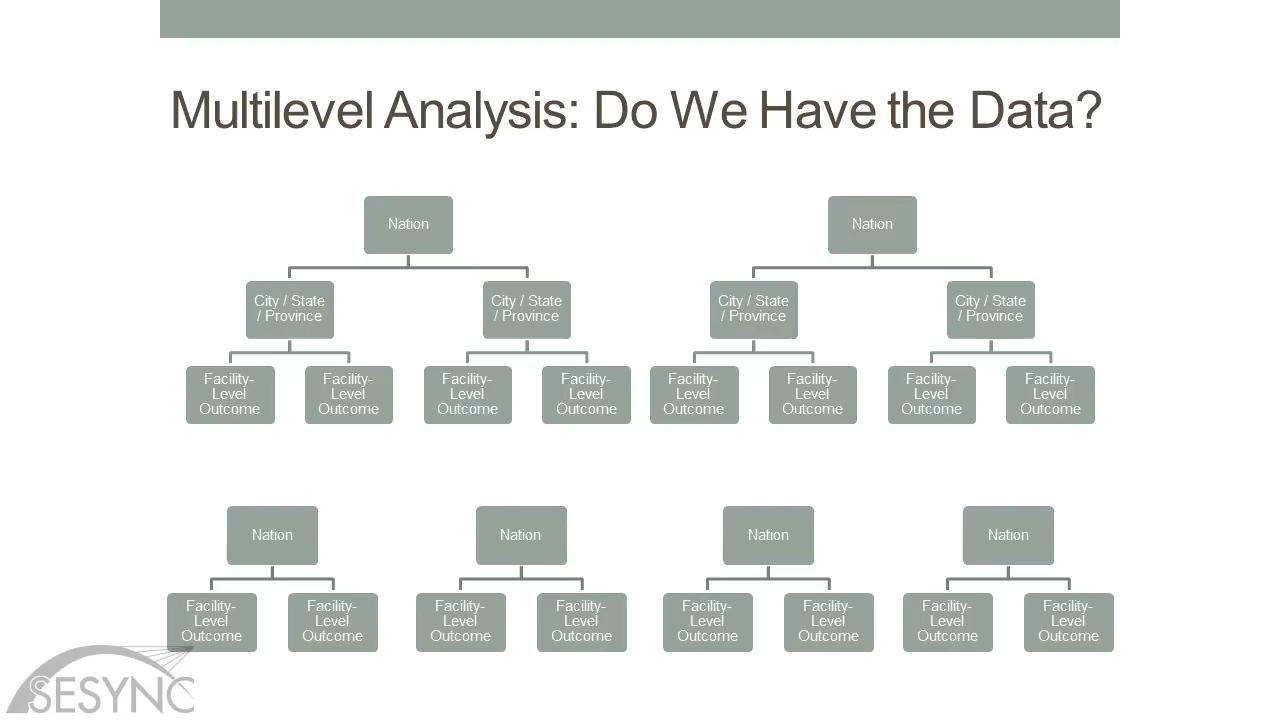 Multilevel Analysis: Do We Have the Data?
Nation
Nation
City / State
/ Province
City / State
/ Province
City / State
/ Province
City / State
/ Province
Facility-
Level
Outcome
Facility-
Level
Outcome
Facility-
Level
Outcome
Facility-
Level
Outcome
Facility-
Level
Outcome
Facility-
Level
Outcome
Facility-
Level
Outcome
Facility-
Level
Outcome
Nation
Nation
Nation
Nation
Facility-
Level
Outcome
Facility-
Level
Outcome
Facility-
Level
Outcome
Facility-
Level
Outcome
Facility-
Level
Outcome
Facility-
Level
Outcome
Facility-
Level
Outcome
Facility-
Level
Outcome
SESYNC